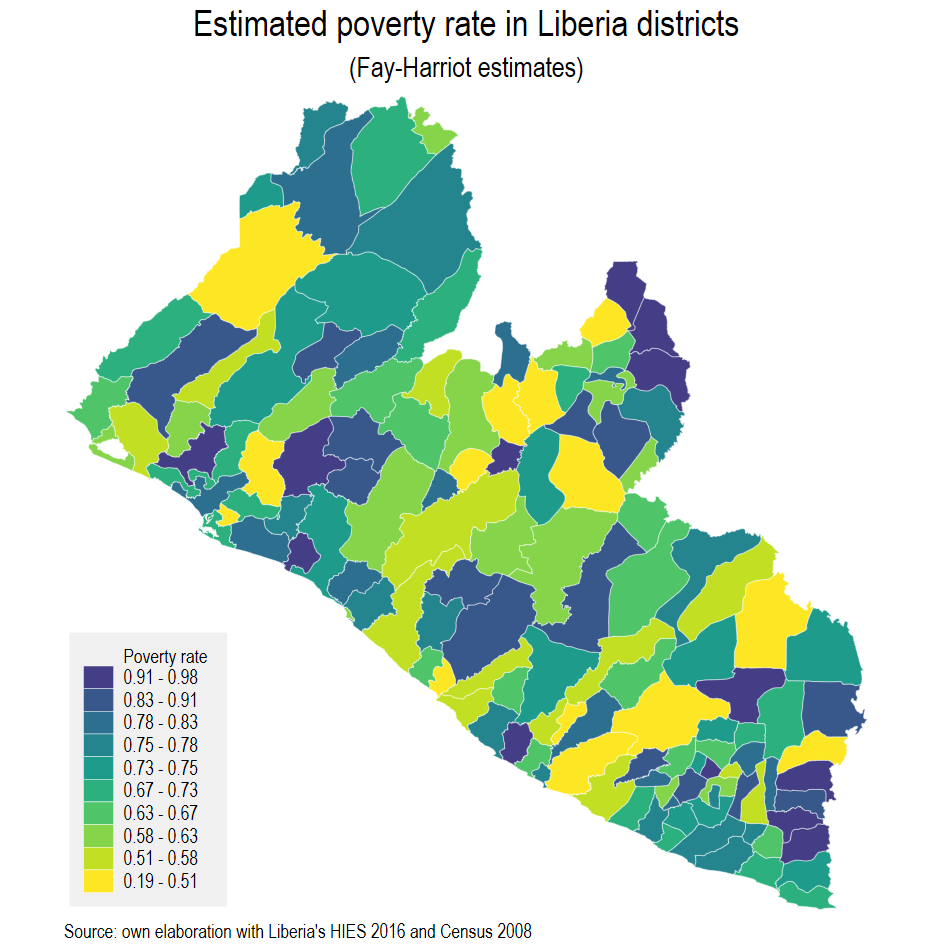 Estimated poverty rate in Liberia districts
(Fay-Harriot estimates)
Poverty rate
0.91 - 0.98
0.83 - 0.91
0.78 - 0.83
0.75 - 0.78
0.73 - 0.75
0.67 - 0.73
0.63 - 0.67
0.58 - 0.63
0.51 - 0.58
0.19 - 0.51
Source: own elaboration with Liberia's HIES 2016 and Census 2008